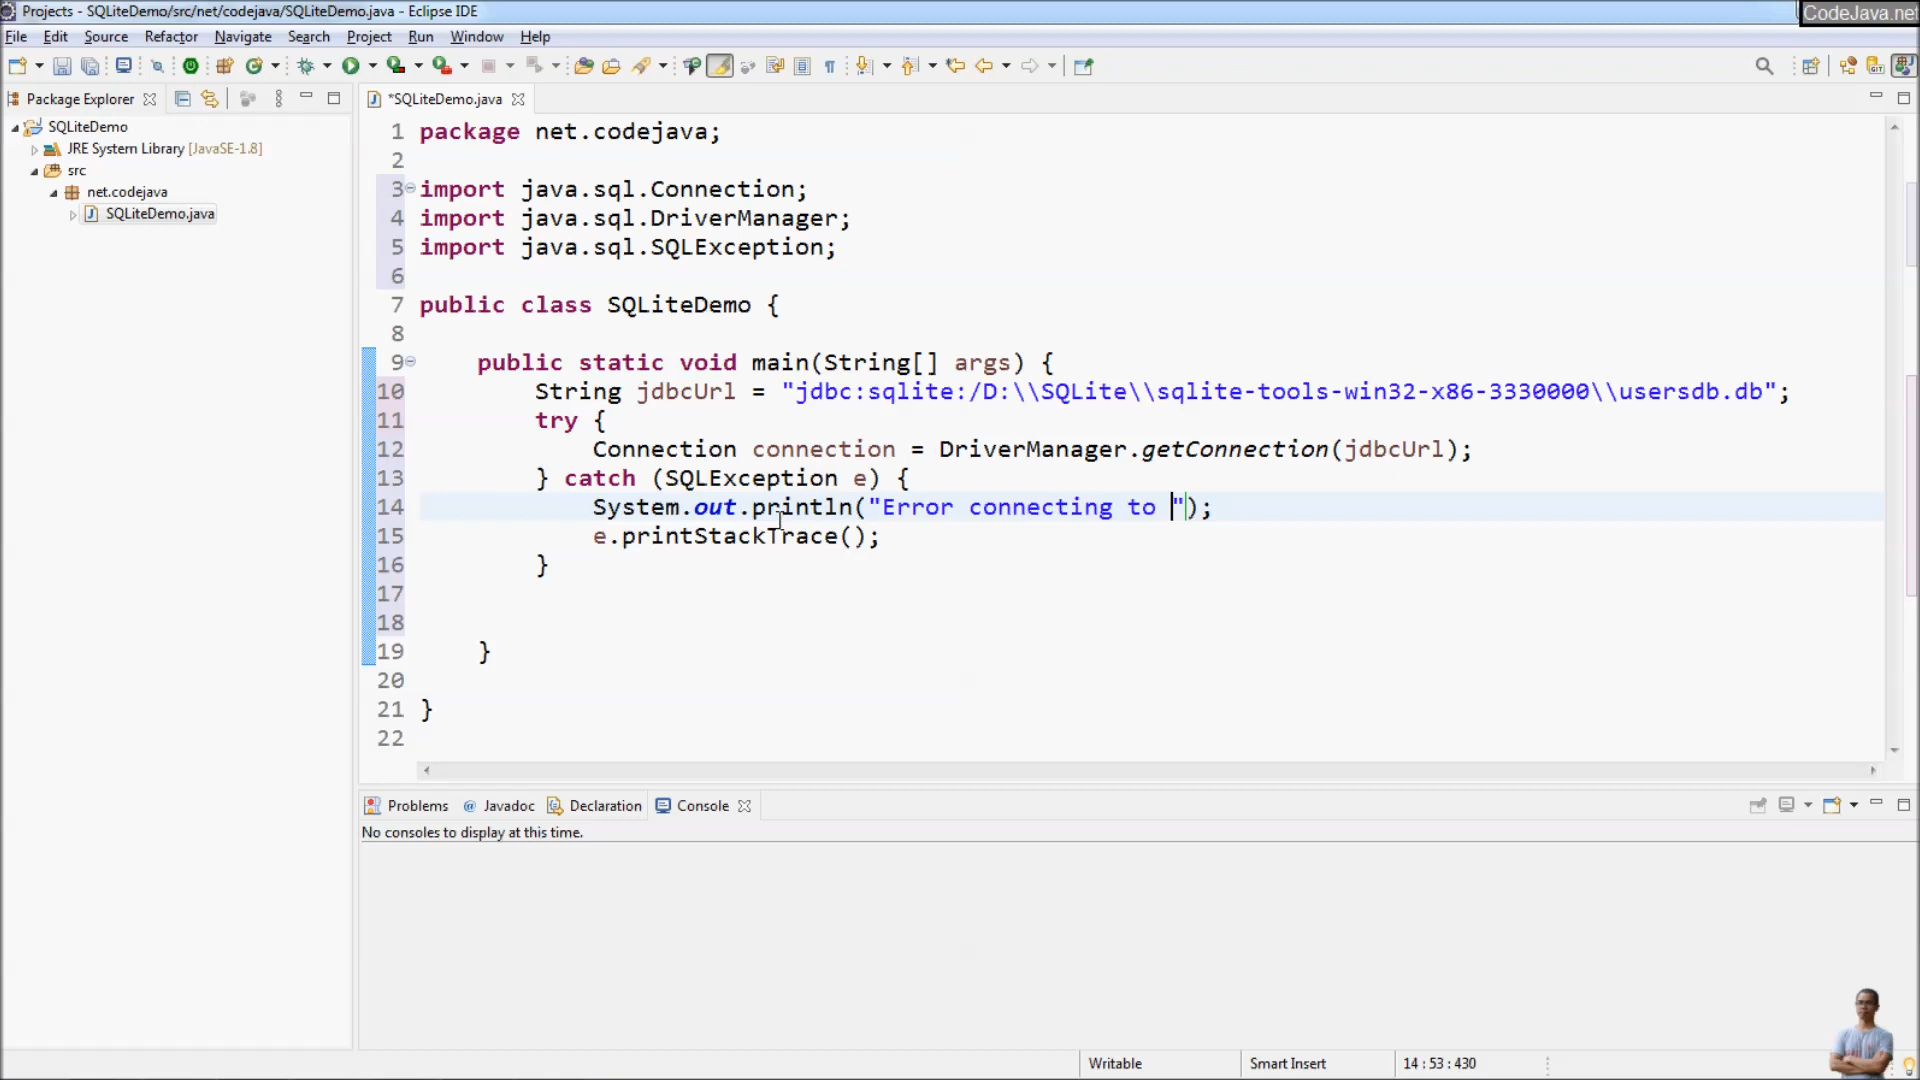 Projects - SQLiteDemo/src/net/codejava/SQLiteDemo.java - Eclipse IDE
CodeJava.net
File Edit Source Refactor Navigate Search Project Run Window Help
Package Explorer
*SQLiteDemo.java
SQLiteDemo
JRE System Library [JavaSE-1.8]
src
net.codejava
SQLiteDemo.java
1 package net.codejava;
2
3 import java.sql.Connection;
4 import java.sql.DriverManager;
5 import java.sql.SQLException;
6
7 public class SQLiteDemo {
8
9 public static void main(String[] args) {
10 String jdbcUrl = "jdbc:sqlite:/D:\\SQLite\\sqlite-tools-win32-x86-3330000\\usersdb.db";
11 try {
12 Connection connection = DriverManager.getConnection(jdbcUrl);
13 } catch (SQLException e) {
14 System.out.println("Error connecting to ");
15 e.printStackTrace();
16 }
17
18
19 }
20
21 }
22
Problems @ Javadoc Declaration Console
No consoles to display at this time.
Writable Smart Insert 14 : 53 : 430